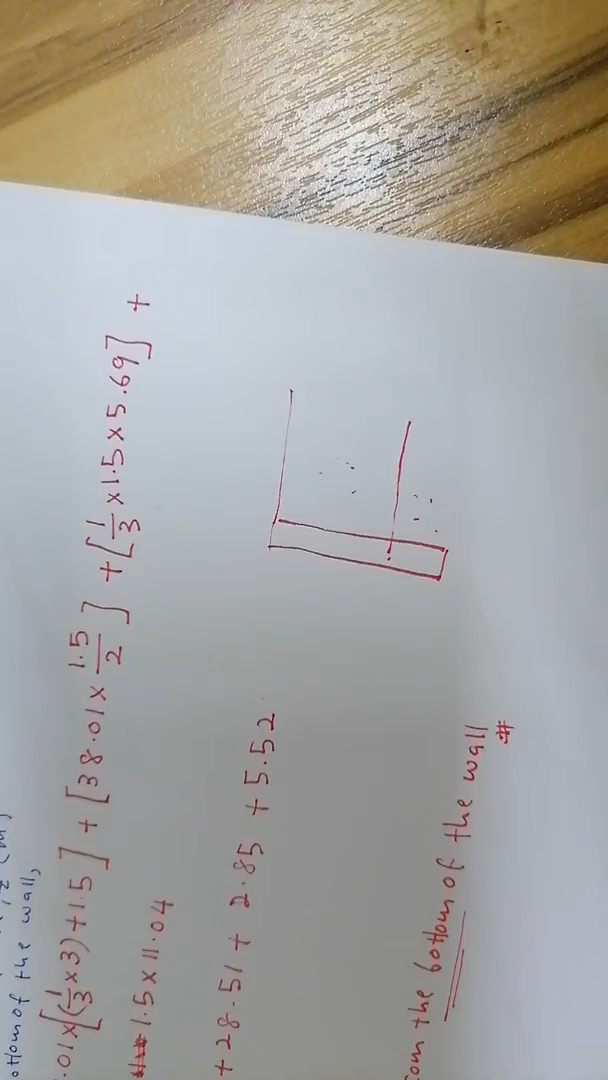 ottom of the wall,
.01×[(1/3×3)+1.5] + [38.01×1.5/2] + [1/3×1.5×5.69] +
1.5×11.04
+ 28.51 + 2.85 + 5.52
om the bottom of the wall
#